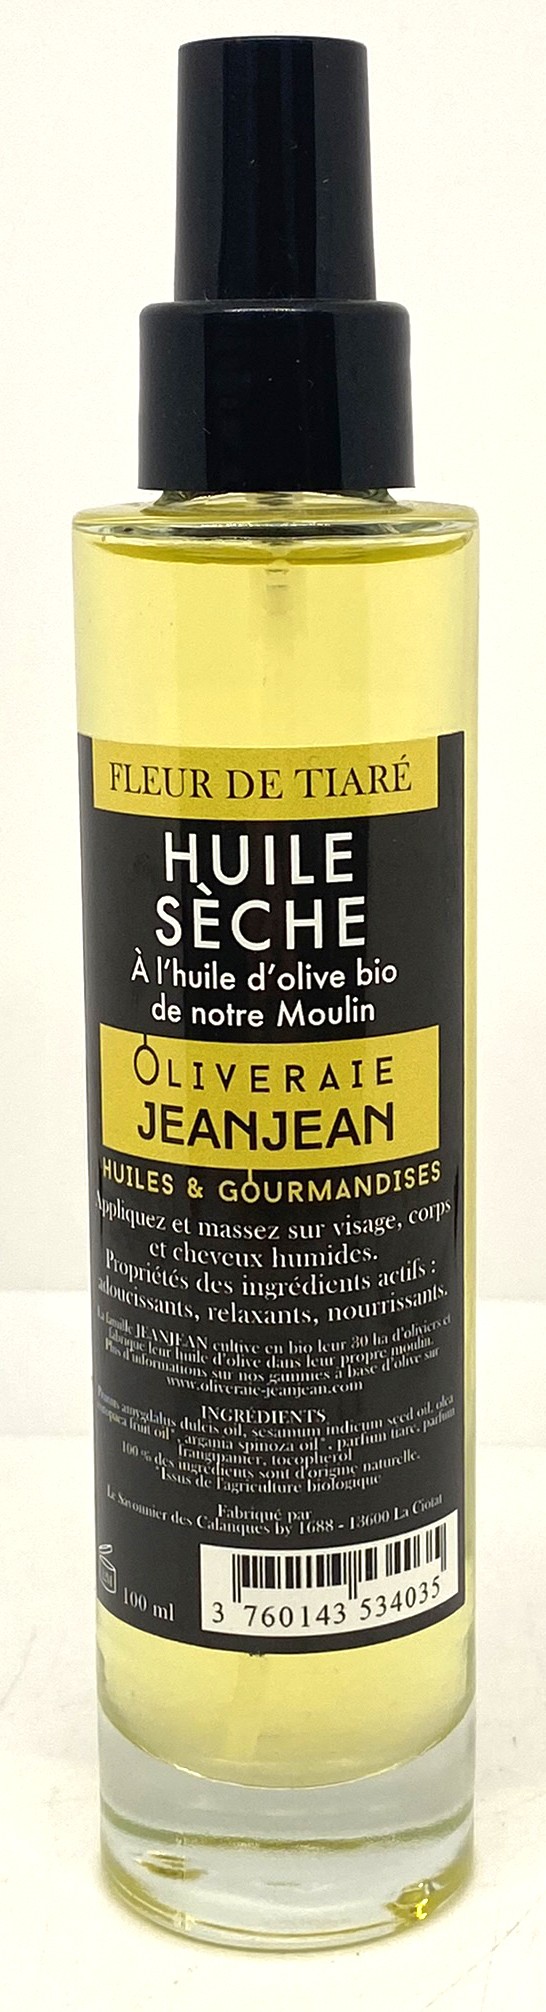 FLEUR DE TIARÉ
HUILE
SÈCHE
À l'huile d'olive bio
de notre Moulin
OLIVERAIE
JEANJEAN
HUILES & GOURMANDISES
Appliquez et massez sur visage, corps
et cheveux humides.
Propriétés des ingrédients actifs :
adoucissants, relaxants, nourrissants.
La famille JEANJEAN cultive en bio leur 30 ha d'oliviers et
fabrique leur huile d'olive dans leur propre moulin.
Plus d'informations sur nos gammes à base d'olive sur
www.oliveraie-jeanjean.com
INGRÉDIENTS
Prunus amygdalus dulcis oil, sesamum indicum seed oil, olea
europaea fruit oil*, argania spinoza oil*, parfum tiare, parfum
frangipanier, tocopherol
100 % des ingrédients sont d'origine naturelle.
*Issus de l'agriculture biologique
Fabriqué par
Le Savonnier des Calanques by 1688 - 13600 La Ciotat
100 ml
3 760143 534035